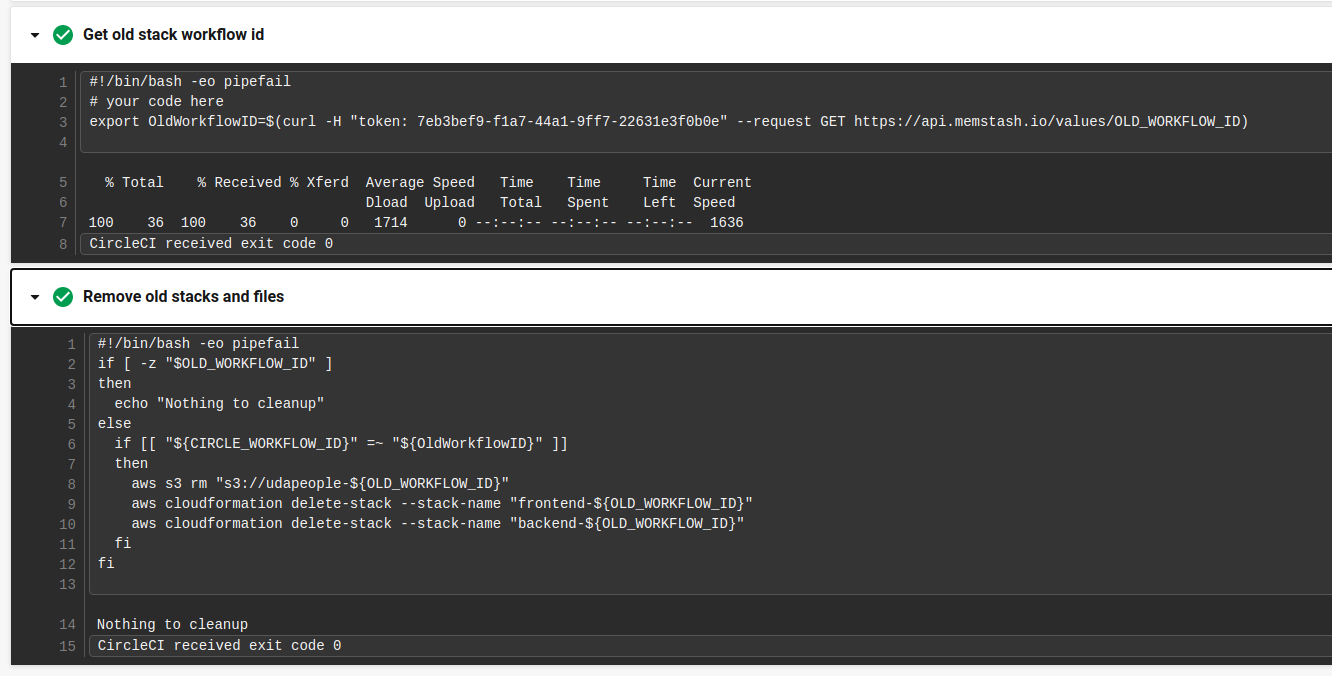 Get old stack workflow id
1 #!/bin/bash -eo pipefail
2 # your code here
3 export OldWorkflowID=$(curl -H "token: 7eb3bef9-f1a7-44a1-9ff7-22631e3f0b0e" --request GET https://api.memstash.io/values/OLD_WORKFLOW_ID)
4
5   % Total    % Received % Xferd  Average Speed   Time    Time     Time  Current
6                                  Dload  Upload   Total   Spent    Left  Speed
7 100    36  100    36    0     0   1714      0 --:--:-- --:--:-- --:--:--  1636
8 CircleCI received exit code 0
Remove old stacks and files
1 #!/bin/bash -eo pipefail
2 if [ -z "$OLD_WORKFLOW_ID" ]
3 then
4   echo "Nothing to cleanup"
5 else
6   if [[ "${CIRCLE_WORKFLOW_ID}" =~ "${OldWorkflowID}" ]]
7   then
8     aws s3 rm "s3://udapeople-${OLD_WORKFLOW_ID}"
9     aws cloudformation delete-stack --stack-name "frontend-${OLD_WORKFLOW_ID}"
10     aws cloudformation delete-stack --stack-name "backend-${OLD_WORKFLOW_ID}"
11   fi
12 fi
13
14 Nothing to cleanup
15 CircleCI received exit code 0